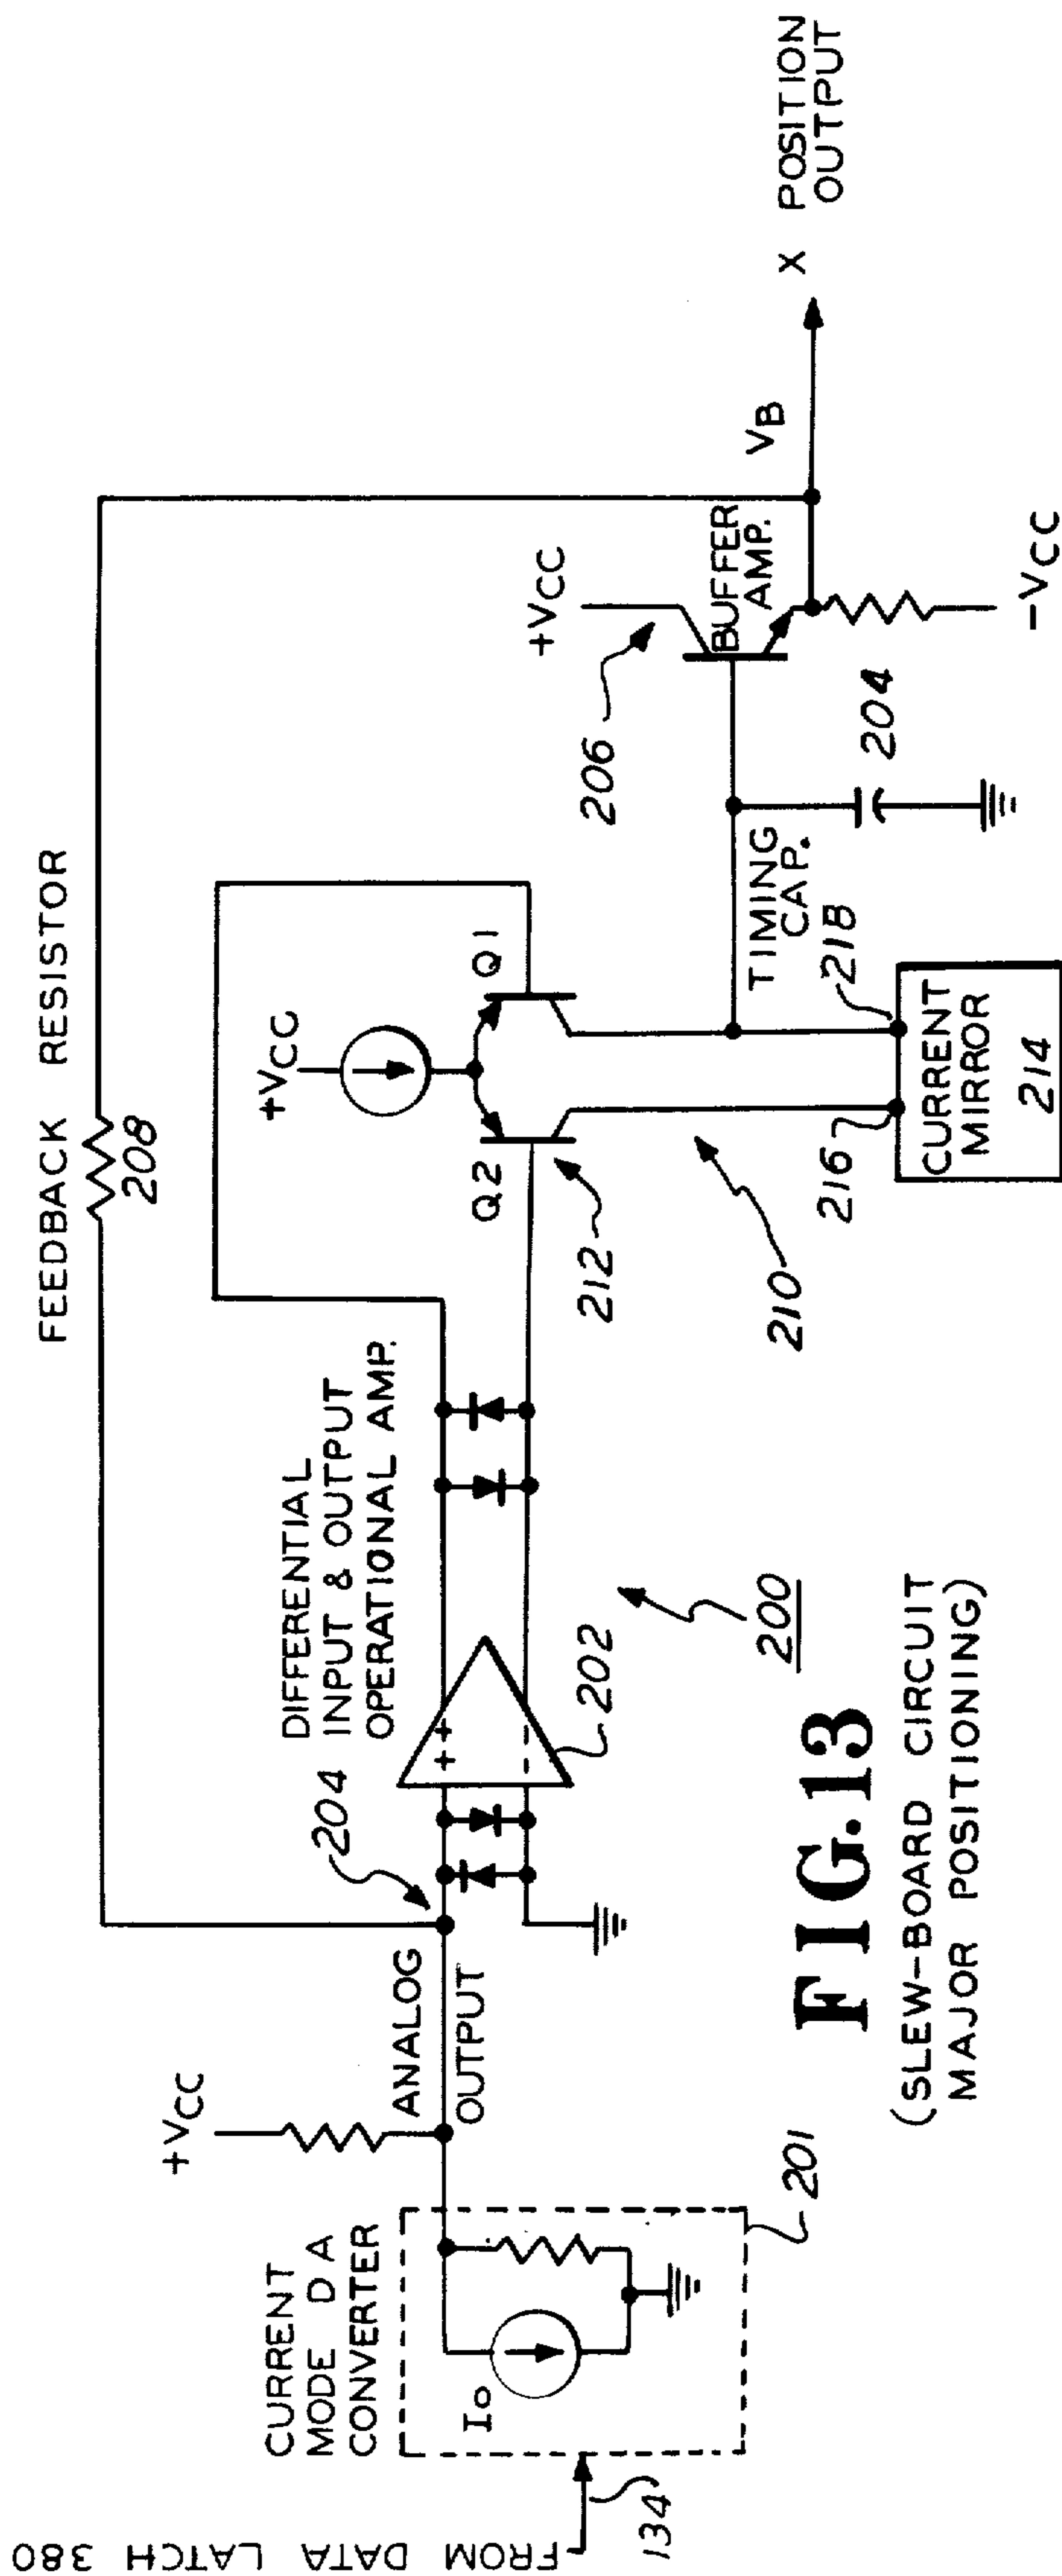 FROM DATA LATCH 380
134
CURRENT
MODE D A
CONVERTER
Io
201
+VCC
ANALOG
OUTPUT
204
DIFFERENTIAL
INPUT & OUTPUT
OPERATIONAL AMP.
+ +
- -
202
200
FEEDBACK RESISTOR
208
+VCC
Q2
Q1
212
210
216
218
CURRENT
MIRROR
214
TIMING
CAP.
204
206
+VCC
BUFFER
AMP.
-VCC
VB
X POSITION
OUTPUT
FIG.13
(SLEW-BOARD CIRCUIT
MAJOR POSITIONING)